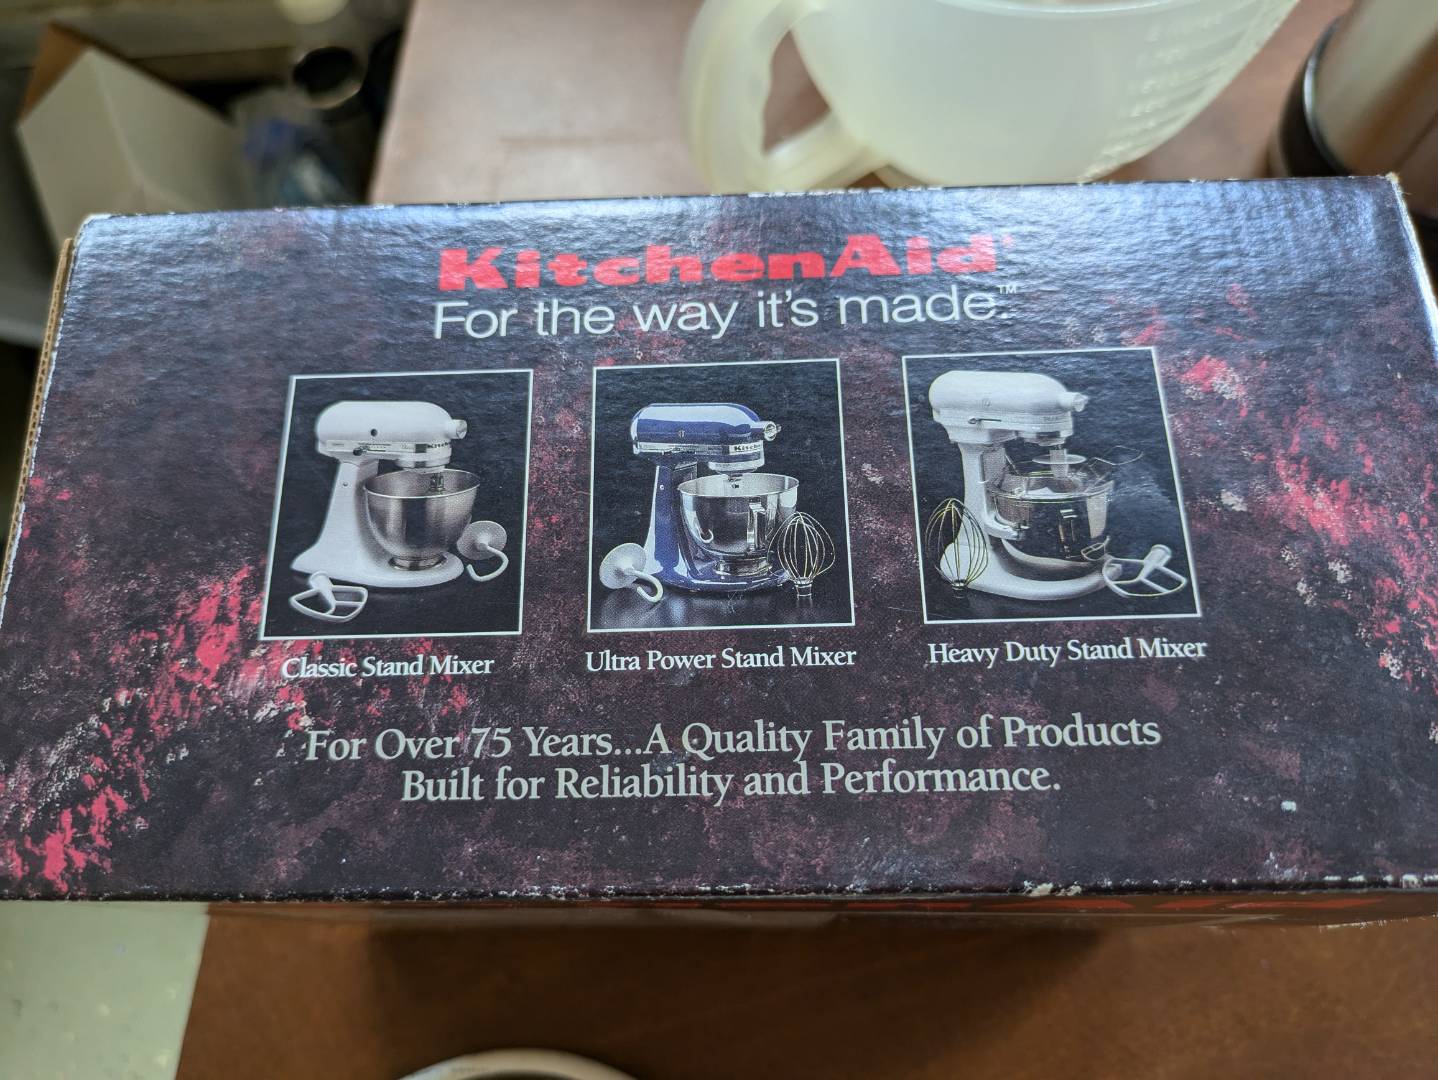 KitchenAid®
For the way it's made.™
Classic Stand Mixer
Ultra Power Stand Mixer
Heavy Duty Stand Mixer
For Over 75 Years...A Quality Family of Products
Built for Reliability and Performance.